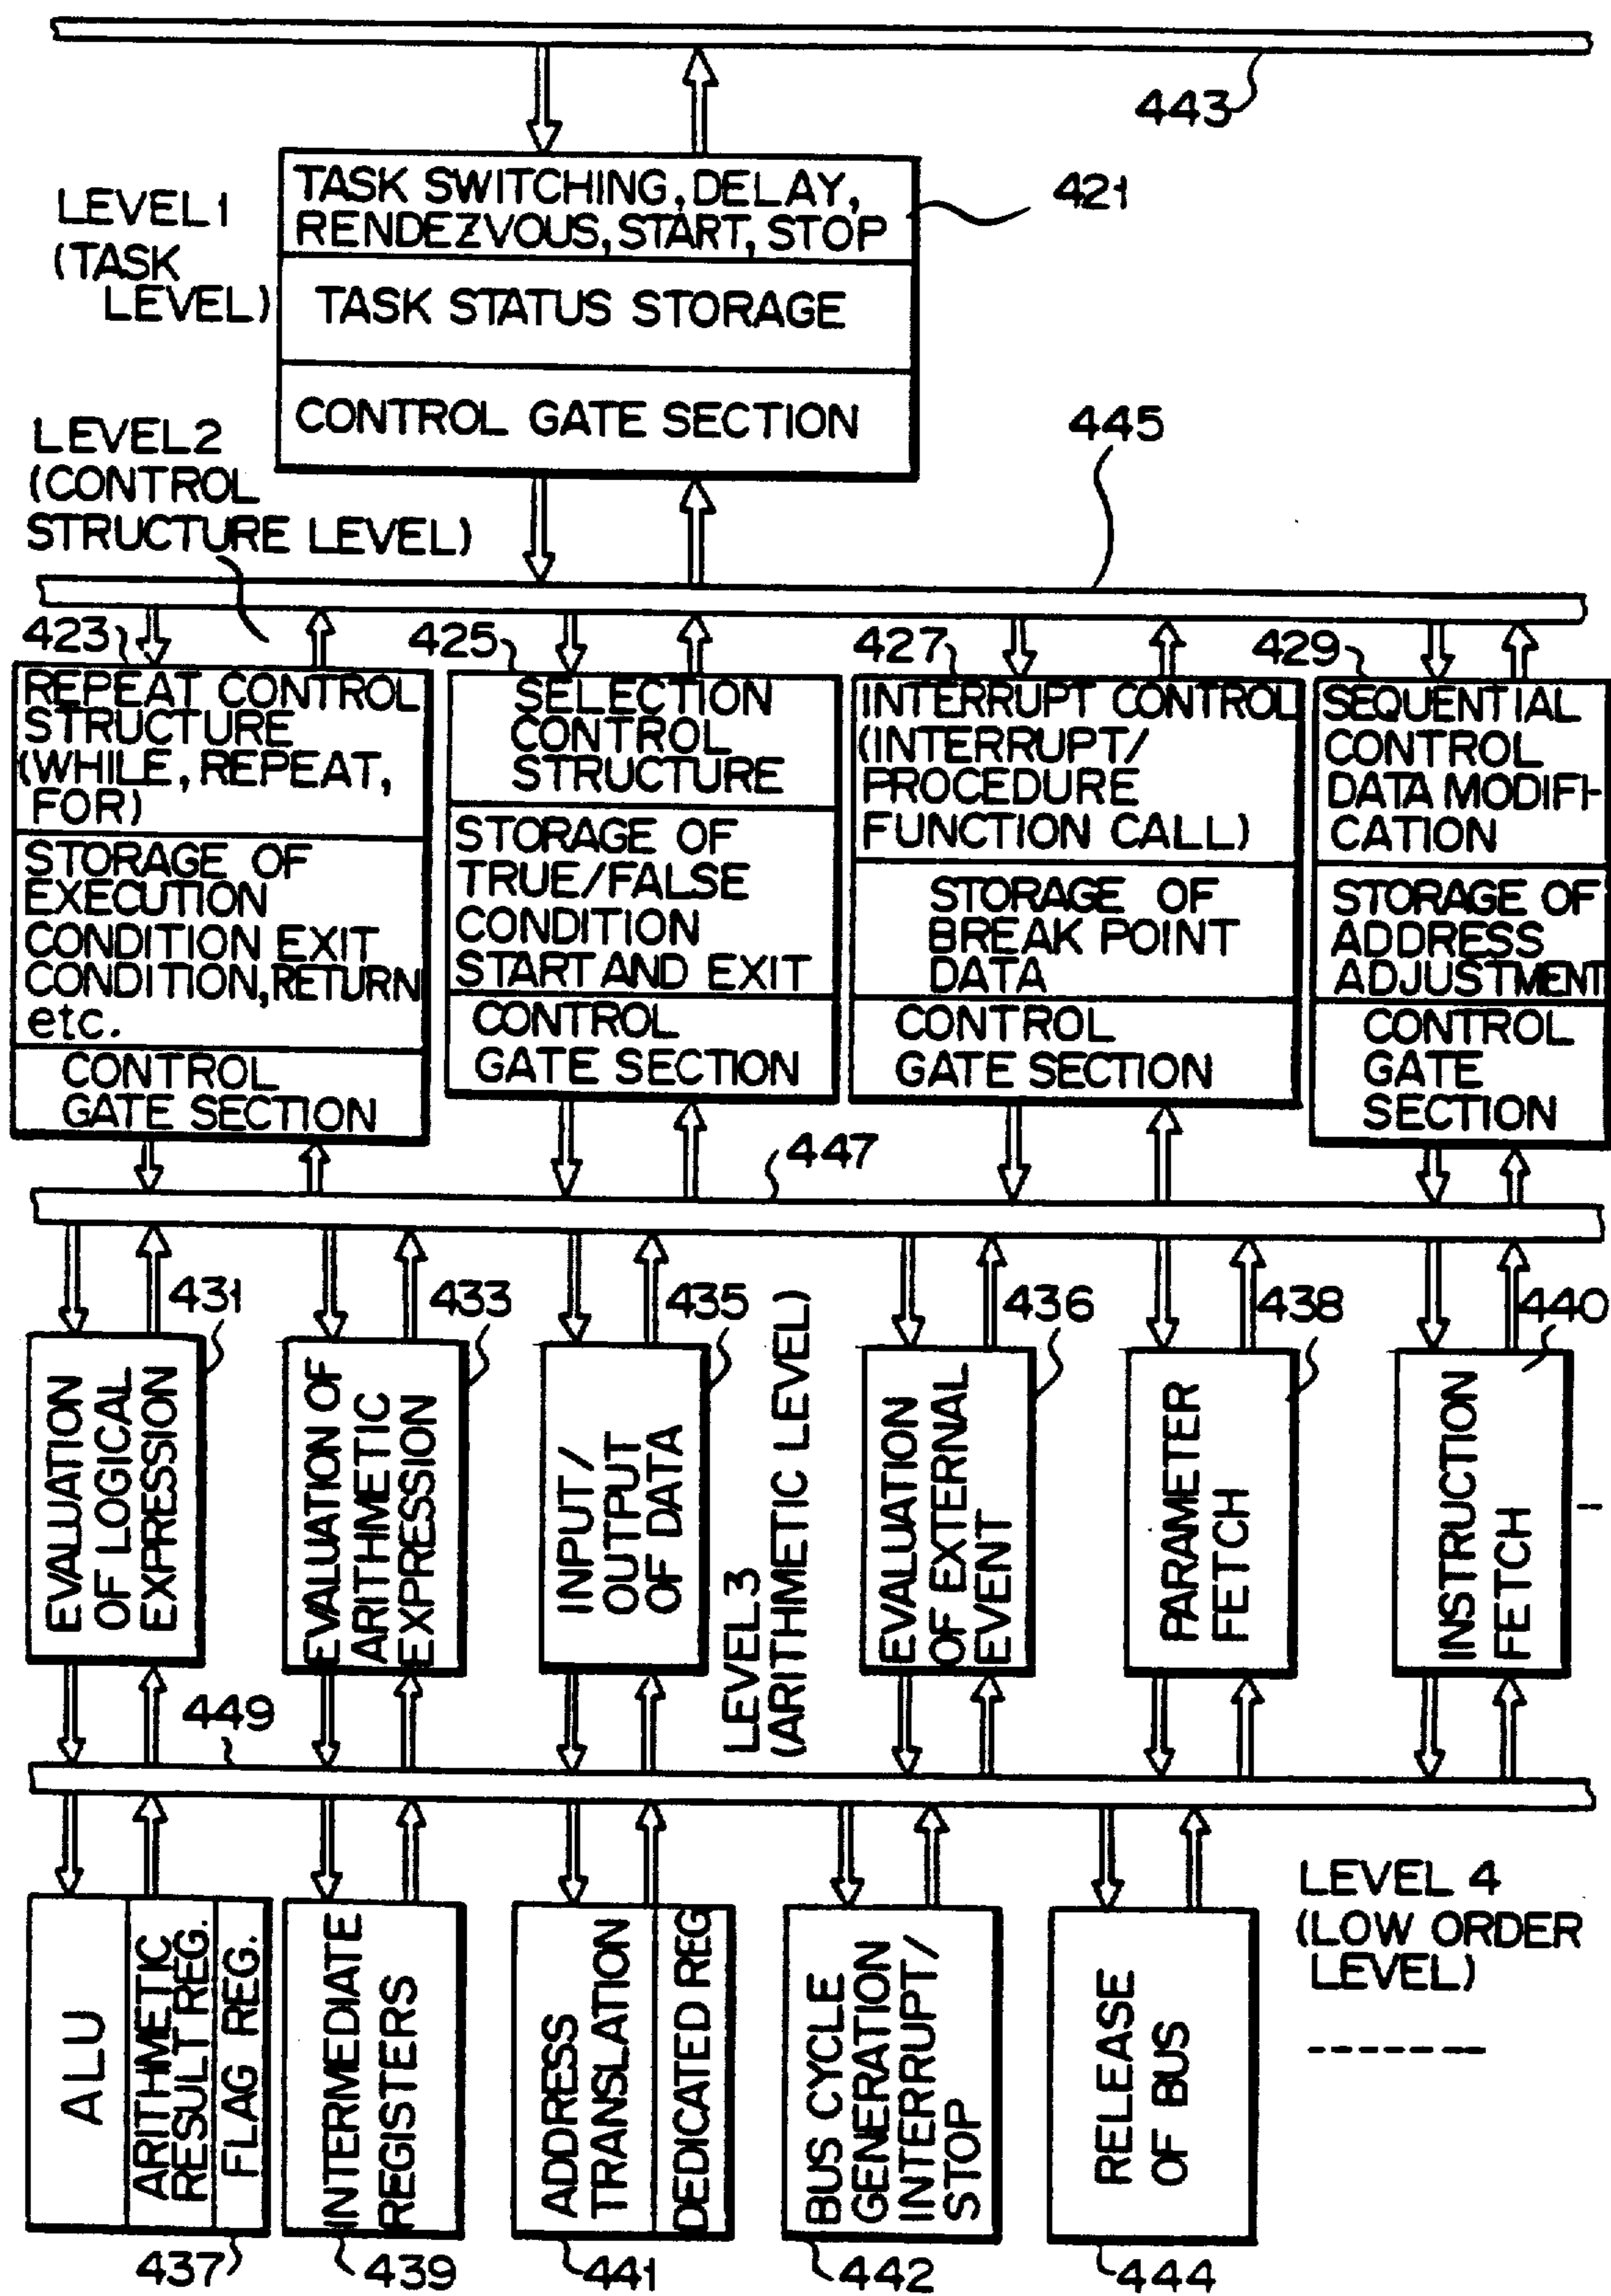 443
LEVEL 1
(TASK
LEVEL)
TASK SWITCHING, DELAY,
RENDEZVOUS, START, STOP
TASK STATUS STORAGE
CONTROL GATE SECTION
421
LEVEL 2
(CONTROL
STRUCTURE LEVEL)
445
423
REPEAT CONTROL
STRUCTURE
(WHILE, REPEAT,
FOR)
STORAGE OF
EXECUTION
CONDITION EXIT
CONDITION, RETURN
etc.
CONTROL
GATE SECTION
425
SELECTION
CONTROL
STRUCTURE
STORAGE OF
TRUE/FALSE
CONDITION
START AND EXIT
CONTROL
GATE SECTION
427
INTERRUPT CONTROL
(INTERRUPT/
PROCEDURE
FUNCTION CALL)
STORAGE OF
BREAK POINT
DATA
CONTROL
GATE SECTION
429
SEQUENTIAL
CONTROL
DATA MODIFI-
CATION
STORAGE OF
ADDRESS
ADJUSTMENT
CONTROL
GATE
SECTION
447
431
EVALUATION
OF LOGICAL
EXPRESSION
433
EVALUATION OF
ARITHMETIC
EXPRESSION
435
INPUT/
OUTPUT
OF DATA
LEVEL 3
(ARITHMETIC LEVEL)
436
EVALUATION
OF EXTERNAL
EVENT
438
PARAMETER
FETCH
440
INSTRUCTION
FETCH
449
ALU
ARITHMETIC
RESULT REG.
FLAG REG.
437
INTERMEDIATE
REGISTERS
439
ADDRESS
TRANSLATION
DEDICATED REG
441
BUS CYCLE
GENERATION
INTERRUPT/
STOP
442
RELEASE
OF BUS
444
LEVEL 4
(LOW ORDER
LEVEL)